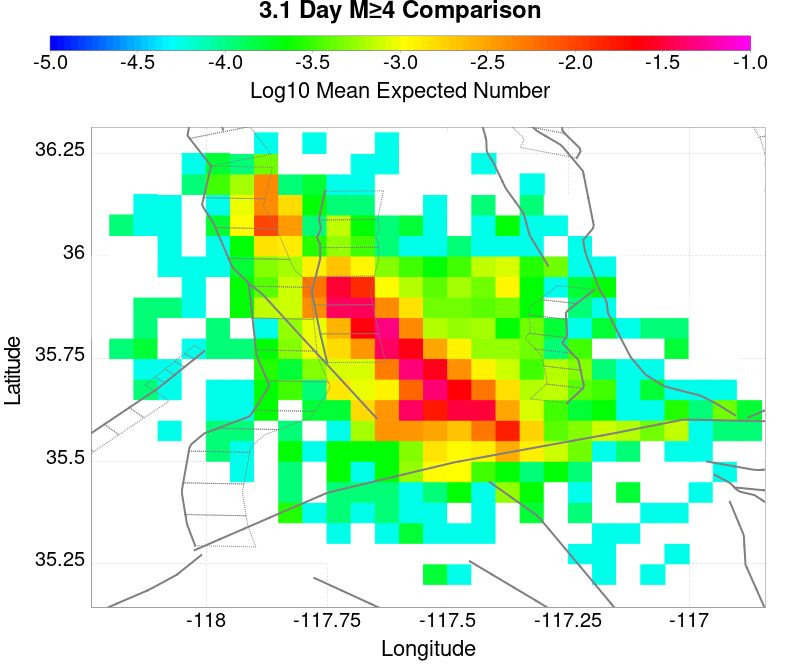 3.1 Day M≥4 Comparison
-5.0 -4.5 -4.0 -3.5 -3.0 -2.5 -2.0 -1.5 -1.0
Log10 Mean Expected Number
36.25
36
35.75
35.5
35.25
Latitude
-118 -117.75 -117.5 -117.25 -117
Longitude